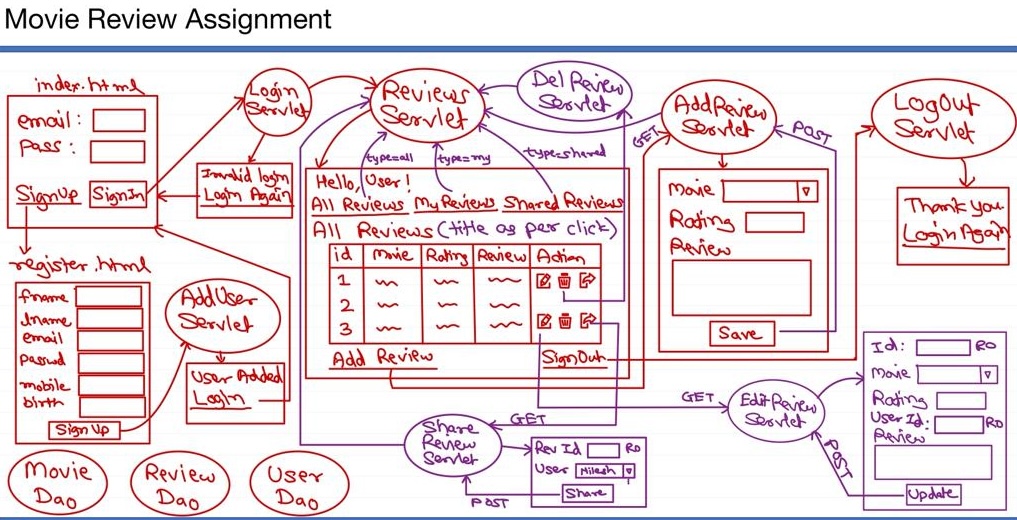 Movie Review Assignment
index.html
email:
pass:
SignUp SignIn
Login
Servlet
Invalid login
Login Again
Reviews
Servlet
type=all
type=my
type=shared
Del Review
Servlet
Add Review
Servlet
GET
POST
LogOut
Servlet
Thank you
Login Again
Hello, User!
All Reviews My Reviews Shared Reviews
All Reviews (title as per click)
id Movie Rating Review Action
1
2
3
Add Review SignOut
Movie
Rating
Review
Save
register.html
fname
lname
email
passwd
mobile
birth
Sign Up
AddUser
Servlet
User Added
Login
GET
GET
Share
Review
Servlet
Rev Id RO
User Nilesh
Share
POST
Edit Review
Servlet
POST
Id: RO
Movie
Rating
User Id: RO
Review
Update
Movie
Dao
Review
Dao
User
Dao